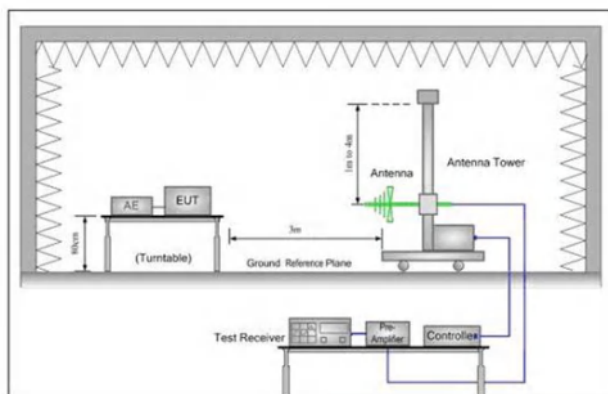 1m to 4m
Antenna
Antenna Tower
AE
EUT
80cm
(Turntable)
3m
Ground Reference Plane
Test Receiver
Pre-
Amplifier
Controller